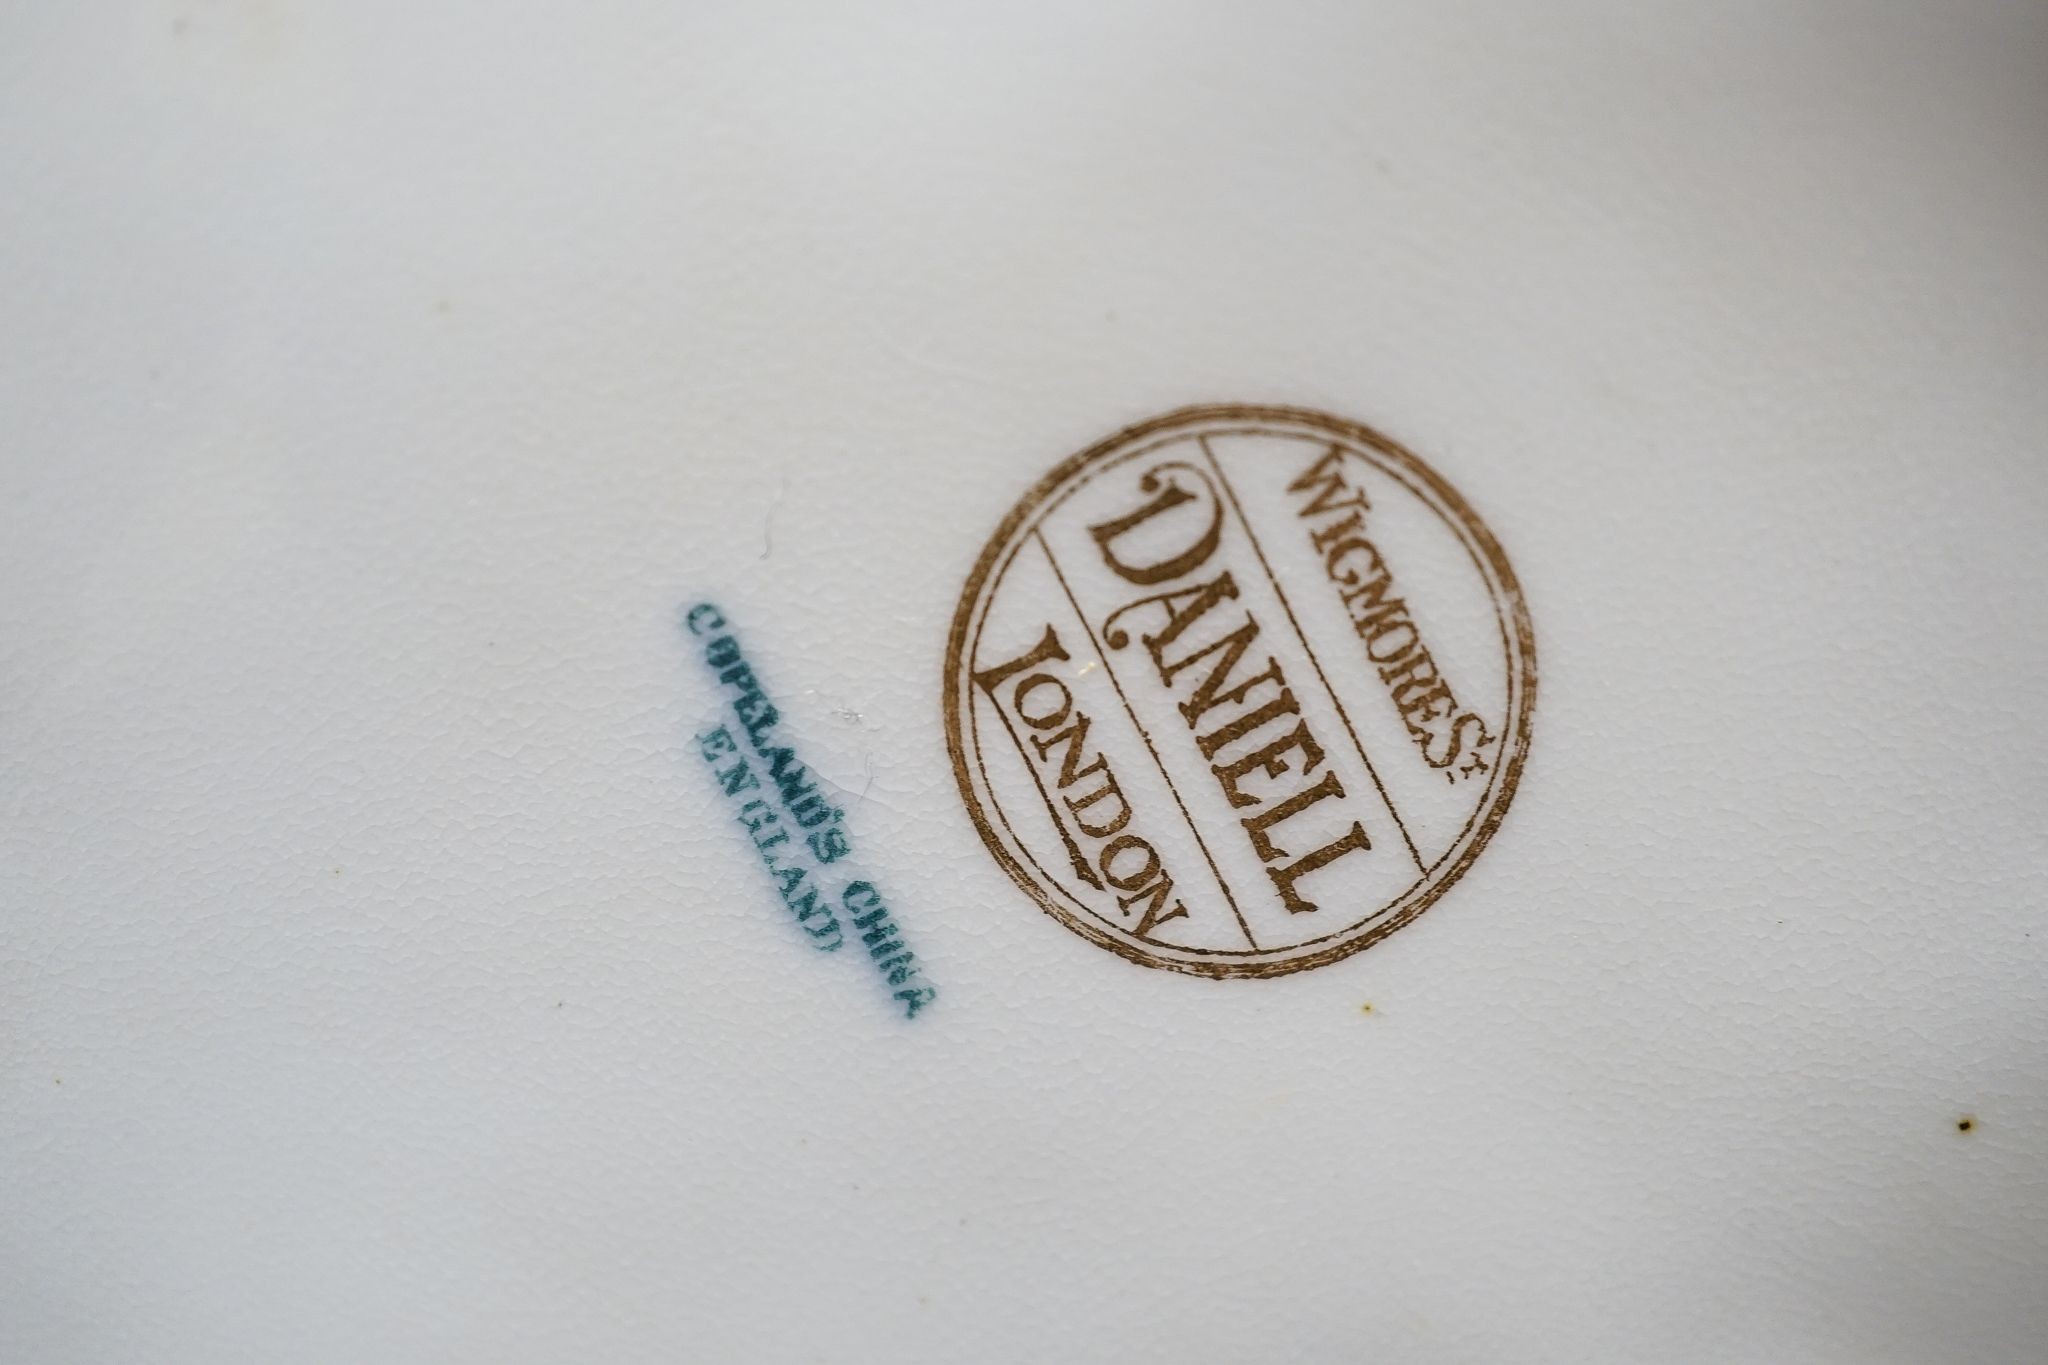 WIGMORE ST
DANIELL
LONDON
COPELAND'S CHINA
ENGLAND